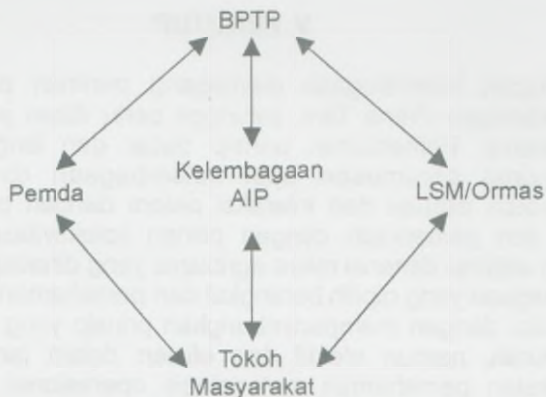 BPTP
Kelembagaan
AIP
Pemda
LSM/Ormas
Tokoh
Masyarakat